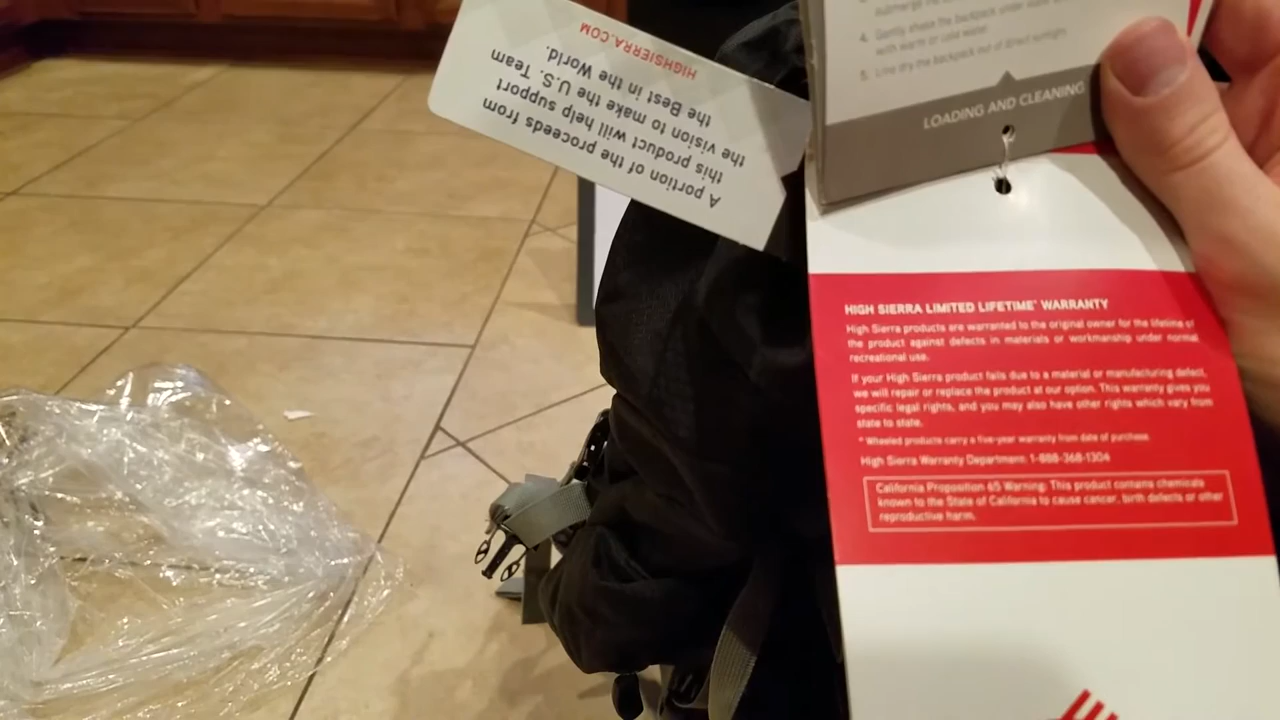 HIGHSIERRA.COM
A portion of the proceeds from
this product will help support
the vision to make the U.S. Team
the Best in the World.
4. Gently shake the backpack under water
with warm or cold water
5. Line dry the backpack out of direct sunlight
LOADING AND CLEANING
HIGH SIERRA LIMITED LIFETIME* WARRANTY
High Sierra products are warranted to the original owner for the lifetime of
the product against defects in materials or workmanship under normal
recreational use.
If your High Sierra product fails due to a material or manufacturing defect,
we will repair or replace the product at our option. This warranty gives you
specific legal rights, and you may also have other rights which vary from
state to state.
* Wheeled products carry a five-year warranty from date of purchase.
High Sierra Warranty Department: 1-888-368-1304
California Proposition 65 Warning: This product contains chemicals
known to the State of California to cause cancer, birth defects or other
reproductive harm.